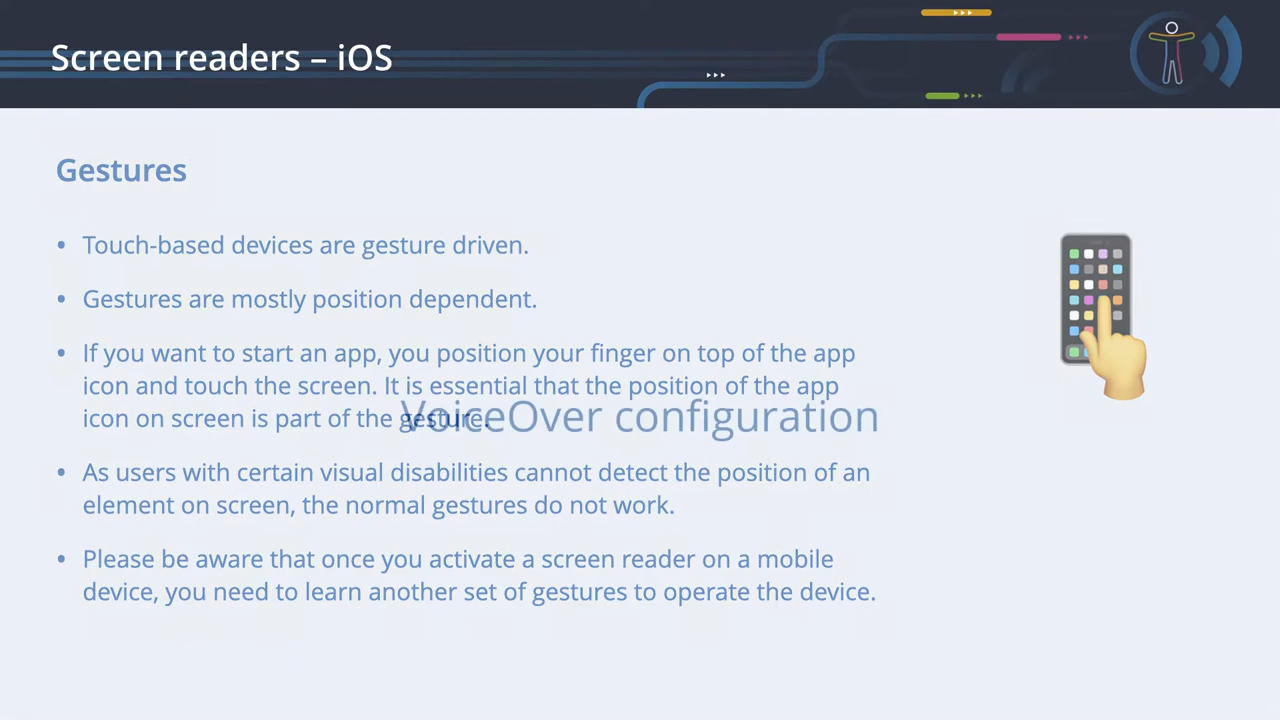 Screen readers – iOS
Gestures
• Touch-based devices are gesture driven.
• Gestures are mostly position dependent.
• If you want to start an app, you position your finger on top of the app
icon and touch the screen. It is essential that the position of the app
icon on screen is part of the gesture.
VoiceOver configuration
• As users with certain visual disabilities cannot detect the position of an
element on screen, the normal gestures do not work.
• Please be aware that once you activate a screen reader on a mobile
device, you need to learn another set of gestures to operate the device.